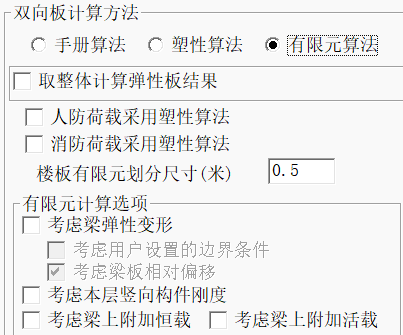 双向板计算方法
手册算法 塑性算法 有限元算法
取整体计算弹性板结果
人防荷载采用塑性算法
消防荷载采用塑性算法
楼板有限元划分尺寸(米) 0.5
有限元计算选项
考虑梁弹性变形
考虑用户设置的边界条件
考虑梁板相对偏移
考虑本层竖向构件刚度
考虑梁上附加恒载 考虑梁上附加活载